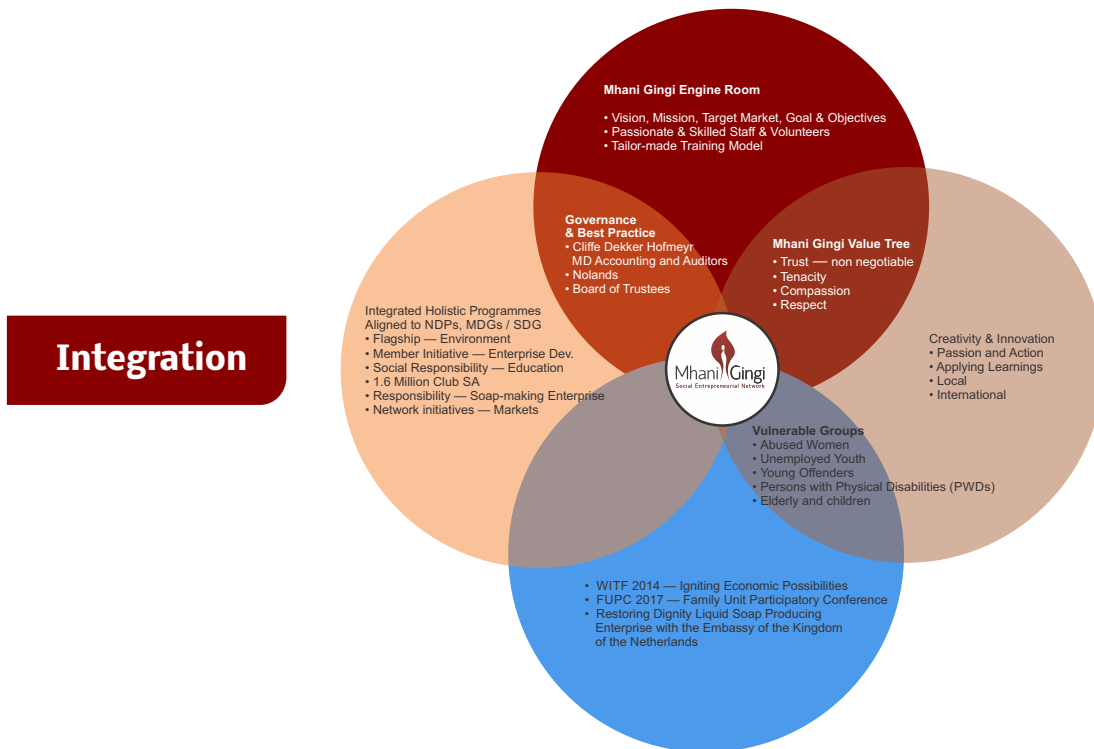 Mhani Gingi Engine Room
• Vision, Mission, Target Market, Goal & Objectives
• Passionate & Skilled Staff & Volunteers
• Tailor-made Training Model
Governance
& Best Practice
• Cliffe Dekker Hofmeyr
MD Accounting and Auditors
• Nolands
• Board of Trustees
Mhani Gingi Value Tree
• Trust — non negotiable
• Tenacity
• Compassion
• Respect
Integration
Integrated Holistic Programmes
Aligned to NDPs, MDGs / SDG
• Flagship — Environment
• Member Initiative — Enterprise Dev.
• Social Responsibility — Education
• 1.6 Million Club SA
• Responsibility — Soap-making Enterprise
• Network initiatives — Markets
Mhani Gingi
Social Entrepreneurial Network
Creativity & Innovation
• Passion and Action
• Applying Learnings
• Local
• International
Vulnerable Groups
• Abused Women
• Unemployed Youth
• Young Offenders
• Persons with Physical Disabilities (PWDs)
• Elderly and children
• WITF 2014 — Igniting Economic Possibilities
• FUPC 2017 — Family Unit Participatory Conference
• Restoring Dignity Liquid Soap Producing
Enterprise with the Embassy of the Kingdom
of the Netherlands